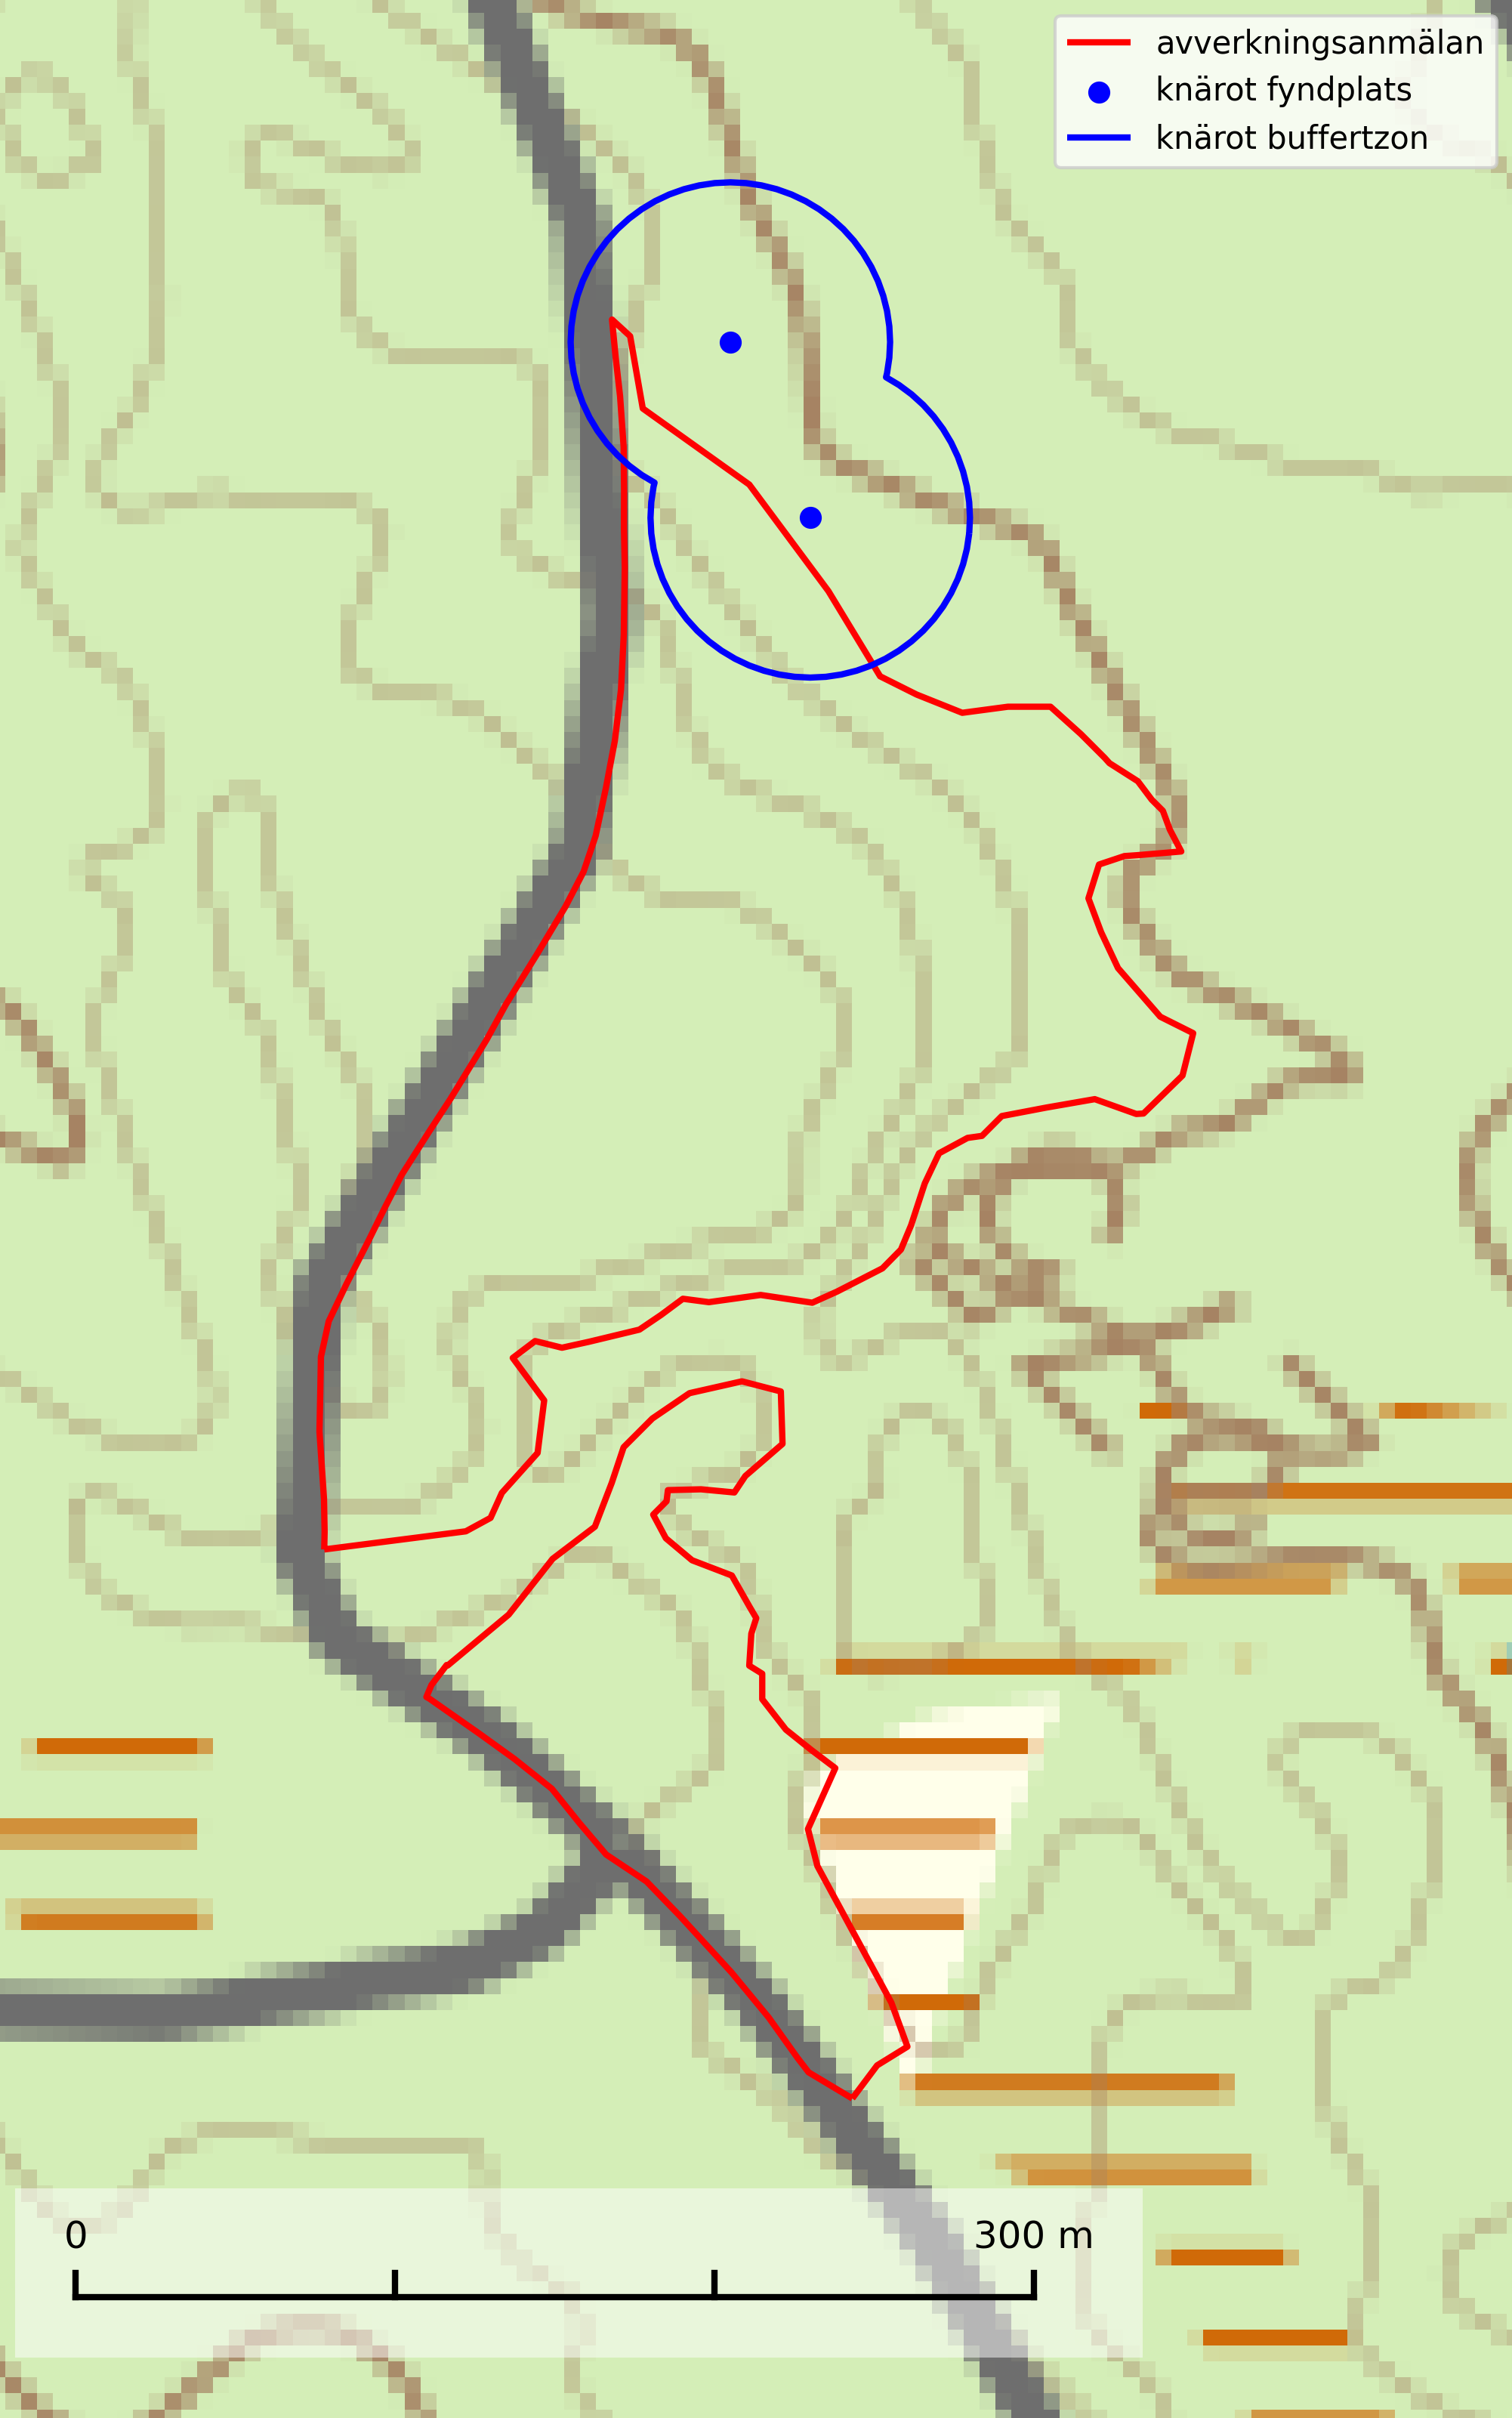 avverkningsanmälan
knärot fyndplats
knärot buffertzon
0 300 m